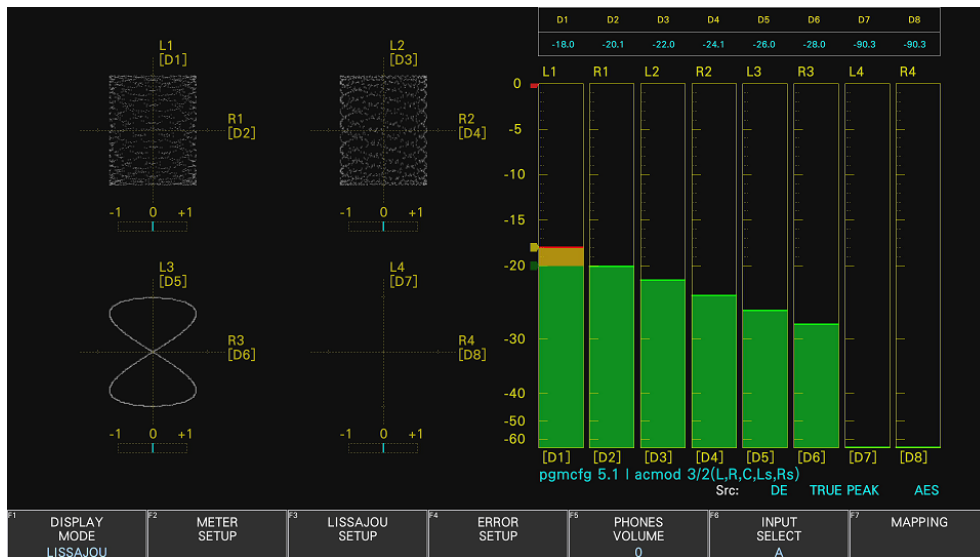 D1 D2 D3 D4 D5 D6 D7 D8
-18.0 -20.1 -22.0 -24.1 -26.0 -28.0 -90.3 -90.3
L1
[D1]
R1
[D2]
-1 0 +1
L2
[D3]
R2
[D4]
-1 0 +1
L3
[D5]
R3
[D6]
-1 0 +1
L4
[D7]
R4
[D8]
-1 0 +1
L1 R1 L2 R2 L3 R3 L4 R4
0
-5
-10
-15
-20
-30
-40
-50
-60
[D1] [D2] [D3] [D4] [D5] [D6] [D7] [D8]
pgmcfg 5.1 | acmod 3/2(L,R,C,Ls,Rs)
Src: DE TRUE PEAK AES
F1 DISPLAY
MODE
LISSAJOU
F2 METER
SETUP
F3 LISSAJOU
SETUP
F4 ERROR
SETUP
F5 PHONES
VOLUME
0
F6 INPUT
SELECT
A
F7 MAPPING